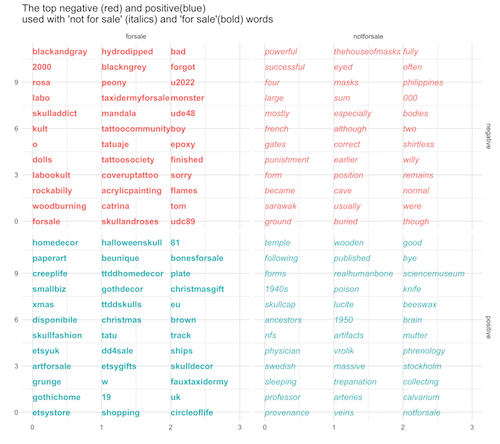 The top negative (red) and positive(blue)
used with 'not for sale' (italics) and 'for sale'(bold) words
forsale notforsale
blackandgray hydrodipped bad powerful thehouseofmasks fully
2000 blackngrey forgot successful eyed often
9 rosa peony u2022 four masks philippines
labo taxidermyforsale monster large sum 000
skulladdict mandala ude48 mostly especially bodies
6 kult tattoocommunity boy french although two
o tatuaje epoxy gates correct shirtless
dolls tattoosociety finished punishment earlier willy
3 labookult coveruptattoo sorry form position remains
rockabilly acrylicpainting flames became cave normal
woodburning catrina tom sarawak usually were
0 forsale skullandroses udc89 ground buried though
negative
homedecor halloweenskull 81 temple wooden good
paperart beunique bonesforsale following published bye
9 creeplife ttddhomedecor plate forms realhumanbone sciencemuseum
smallbiz gothdecor christmasgift 1940s poison knife
xmas ttddskulls eu skullcap lucite beeswax
6 disponibile christmas brown ancestors 1950 brain
skullfashion tatu track nfs artifacts mutter
etsyuk dd4sale ships physician vrolik phrenology
3 artforsale etsygifts skulldecor swedish massive stockholm
grunge w fauxtaxidermy sleeping trepanation collecting
gothichome 19 uk professor arteries calvarium
0 etsystore shopping circleoflife provenance veins notforsale
positive
0 1 2 3 0 1 2 3